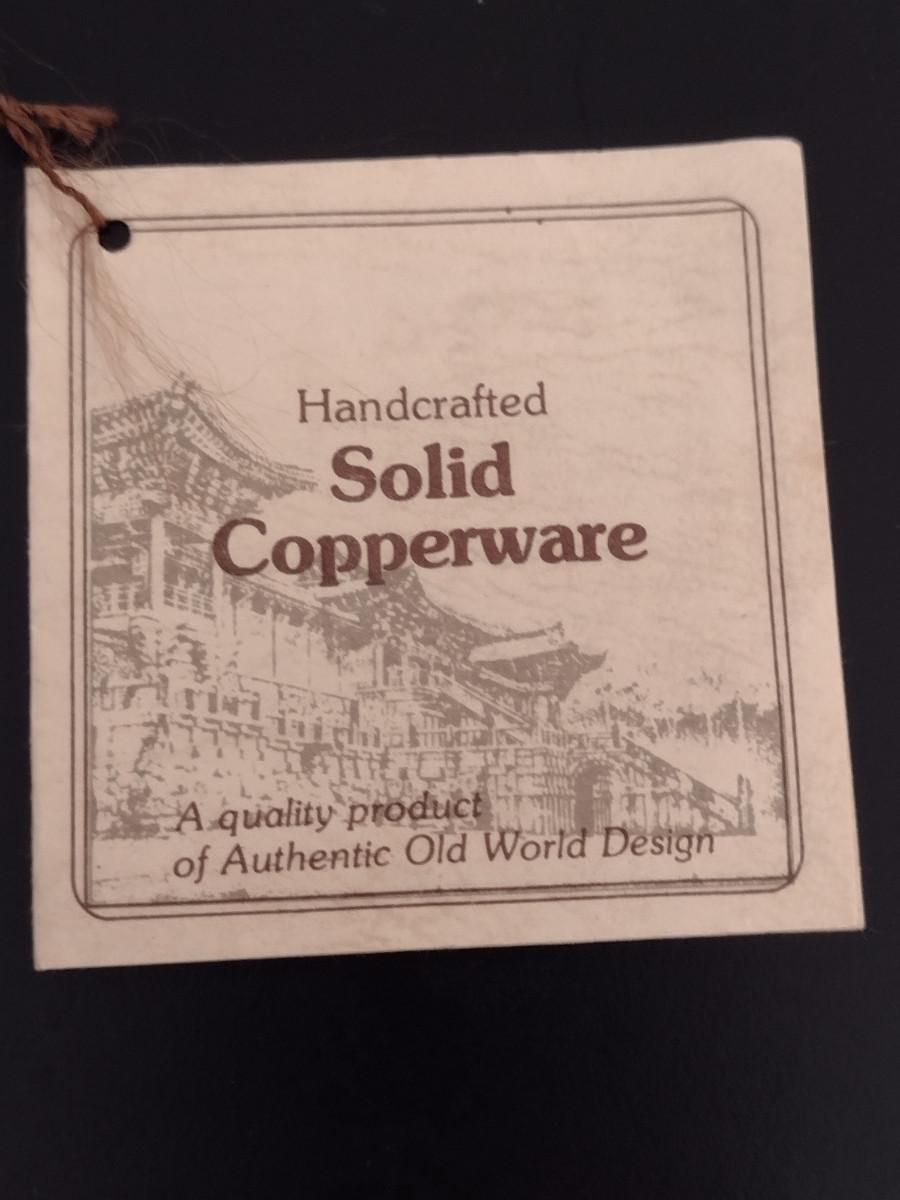 Handcrafted
Solid
Copperware
A quality product
of Authentic Old World Design